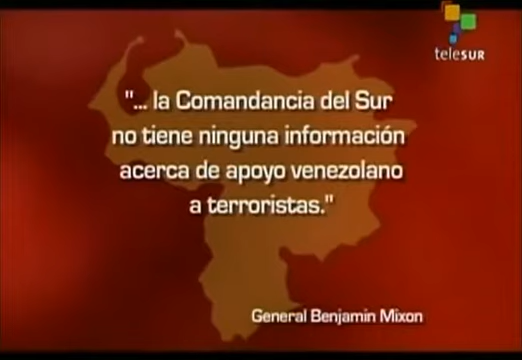 telesUR
"... la Comandancia del Sur
no tiene ninguna información
acerca de apoyo venezolano
a terroristas."
General Benjamin Mixon